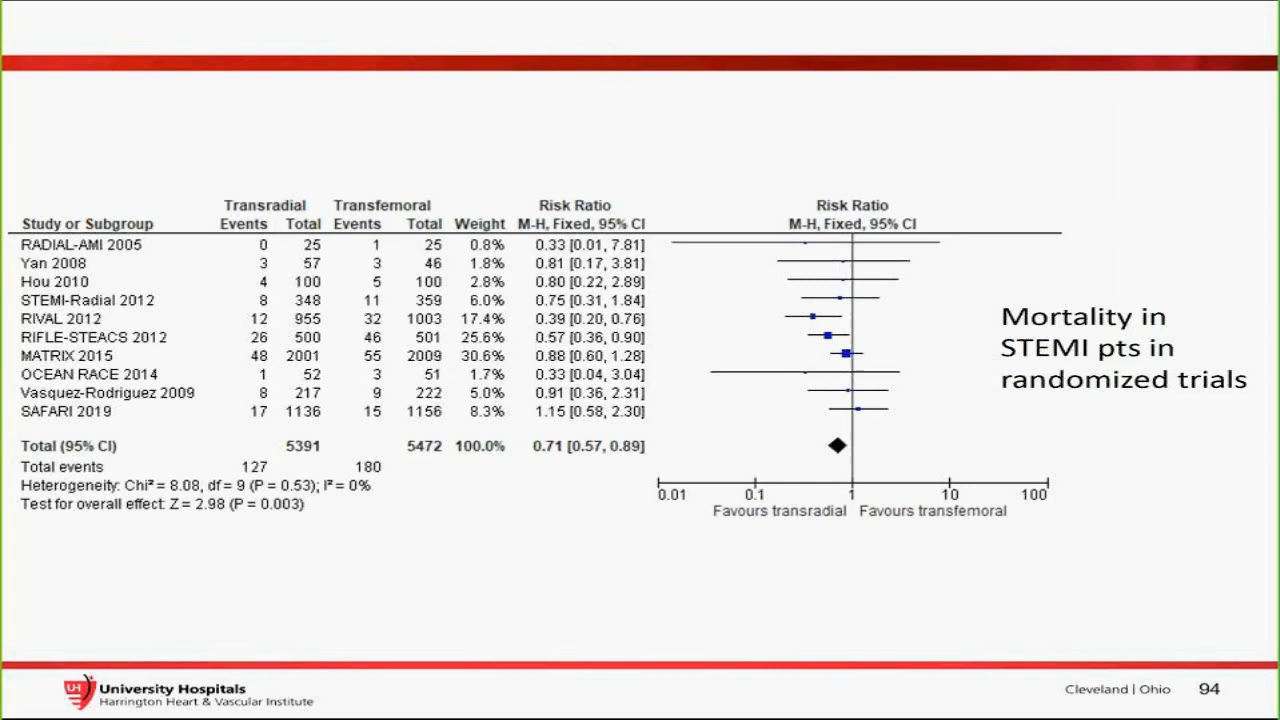 Transradial Transfemoral Risk Ratio Risk Ratio
Study or Subgroup Events Total Events Total Weight M-H, Fixed, 95% CI M-H, Fixed, 95% CI
RADIAL-AMI 2005 0 25 1 25 0.8% 0.33 [0.01, 7.81]
Yan 2008 3 57 3 46 1.8% 0.81 [0.17, 3.81]
Hou 2010 4 100 5 100 2.8% 0.80 [0.22, 2.89]
STEMI-Radial 2012 8 348 11 359 6.0% 0.75 [0.31, 1.84]
RIVAL 2012 12 955 32 1003 17.4% 0.39 [0.20, 0.76]
RIFLE-STEACS 2012 26 500 46 501 25.6% 0.57 [0.36, 0.90]
MATRIX 2015 48 2001 55 2009 30.6% 0.88 [0.60, 1.28]
OCEAN RACE 2014 1 52 3 51 1.7% 0.33 [0.04, 3.04]
Vasquez-Rodriguez 2009 8 217 9 222 5.0% 0.91 [0.36, 2.31]
SAFARI 2019 17 1136 15 1156 8.3% 1.15 [0.58, 2.30]
Total (95% CI) 5391 5472 100.0% 0.71 [0.57, 0.89]
Total events 127 180
Heterogeneity: Chi² = 8.08, df = 9 (P = 0.53); I² = 0%
Test for overall effect: Z = 2.98 (P = 0.003)
0.01 0.1 1 10 100
Favours transradial Favours transfemoral
Mortality in
STEMI pts in
randomized trials
UH University Hospitals
Harrington Heart & Vascular Institute
Cleveland | Ohio 94